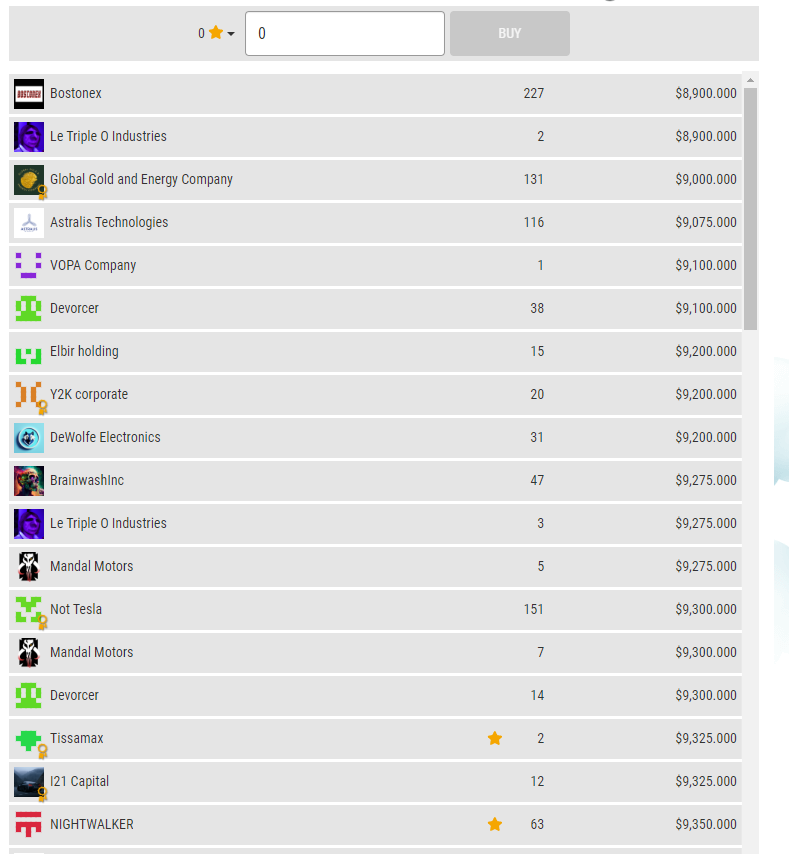 0 0 BUY
BOSTONEX Bostonex 227 $8,900.000
Le Triple O Industries 2 $8,900.000
Global Gold and Energy Company 131 $9,000.000
Astralis Technologies 116 $9,075.000
VOPA Company 1 $9,100.000
Devorcer 38 $9,100.000
Elbir holding 15 $9,200.000
Y2K corporate 20 $9,200.000
DeWolfe Electronics 31 $9,200.000
BrainwashInc 47 $9,275.000
Le Triple O Industries 3 $9,275.000
Mandal Motors 5 $9,275.000
Not Tesla 151 $9,300.000
Mandal Motors 7 $9,300.000
Devorcer 14 $9,300.000
Tissamax 2 $9,325.000
I21 Capital 12 $9,325.000
NIGHTWALKER 63 $9,350.000